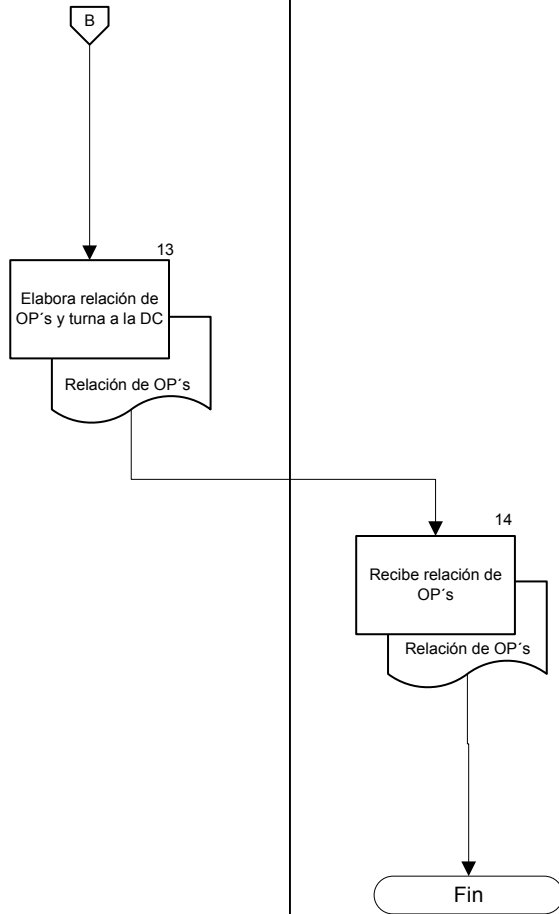 B
13
Elabora relación de
OP´s y turna a la DC
Relación de OP´s
14
Recibe relación de
OP´s
Relación de OP´s
Fin